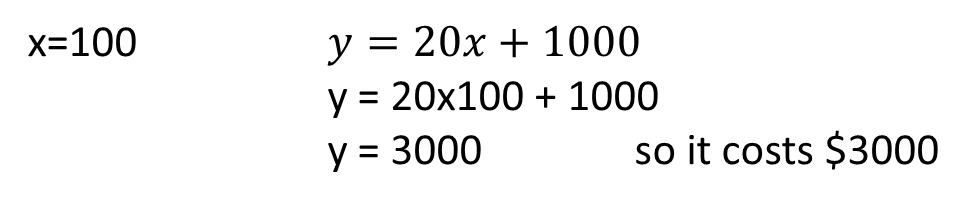 x=100 y = 20x + 1000
y = 20x100 + 1000
y = 3000 so it costs $3000